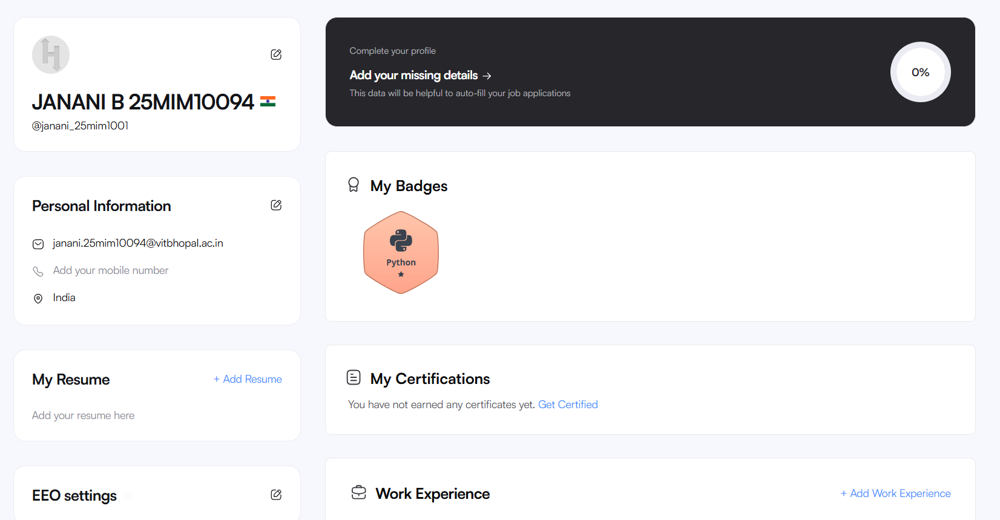 JANANI B 25MIM10094
@janani_25mim1001
Personal Information
janani.25mim10094@vitbhopal.ac.in
Add your mobile number
India
My Resume
+ Add Resume
Add your resume here
EEO settings
Complete your profile
Add your missing details →
This data will be helpful to auto-fill your job applications
0%
My Badges
Python
My Certifications
You have not earned any certificates yet. Get Certified
Work Experience
+ Add Work Experience